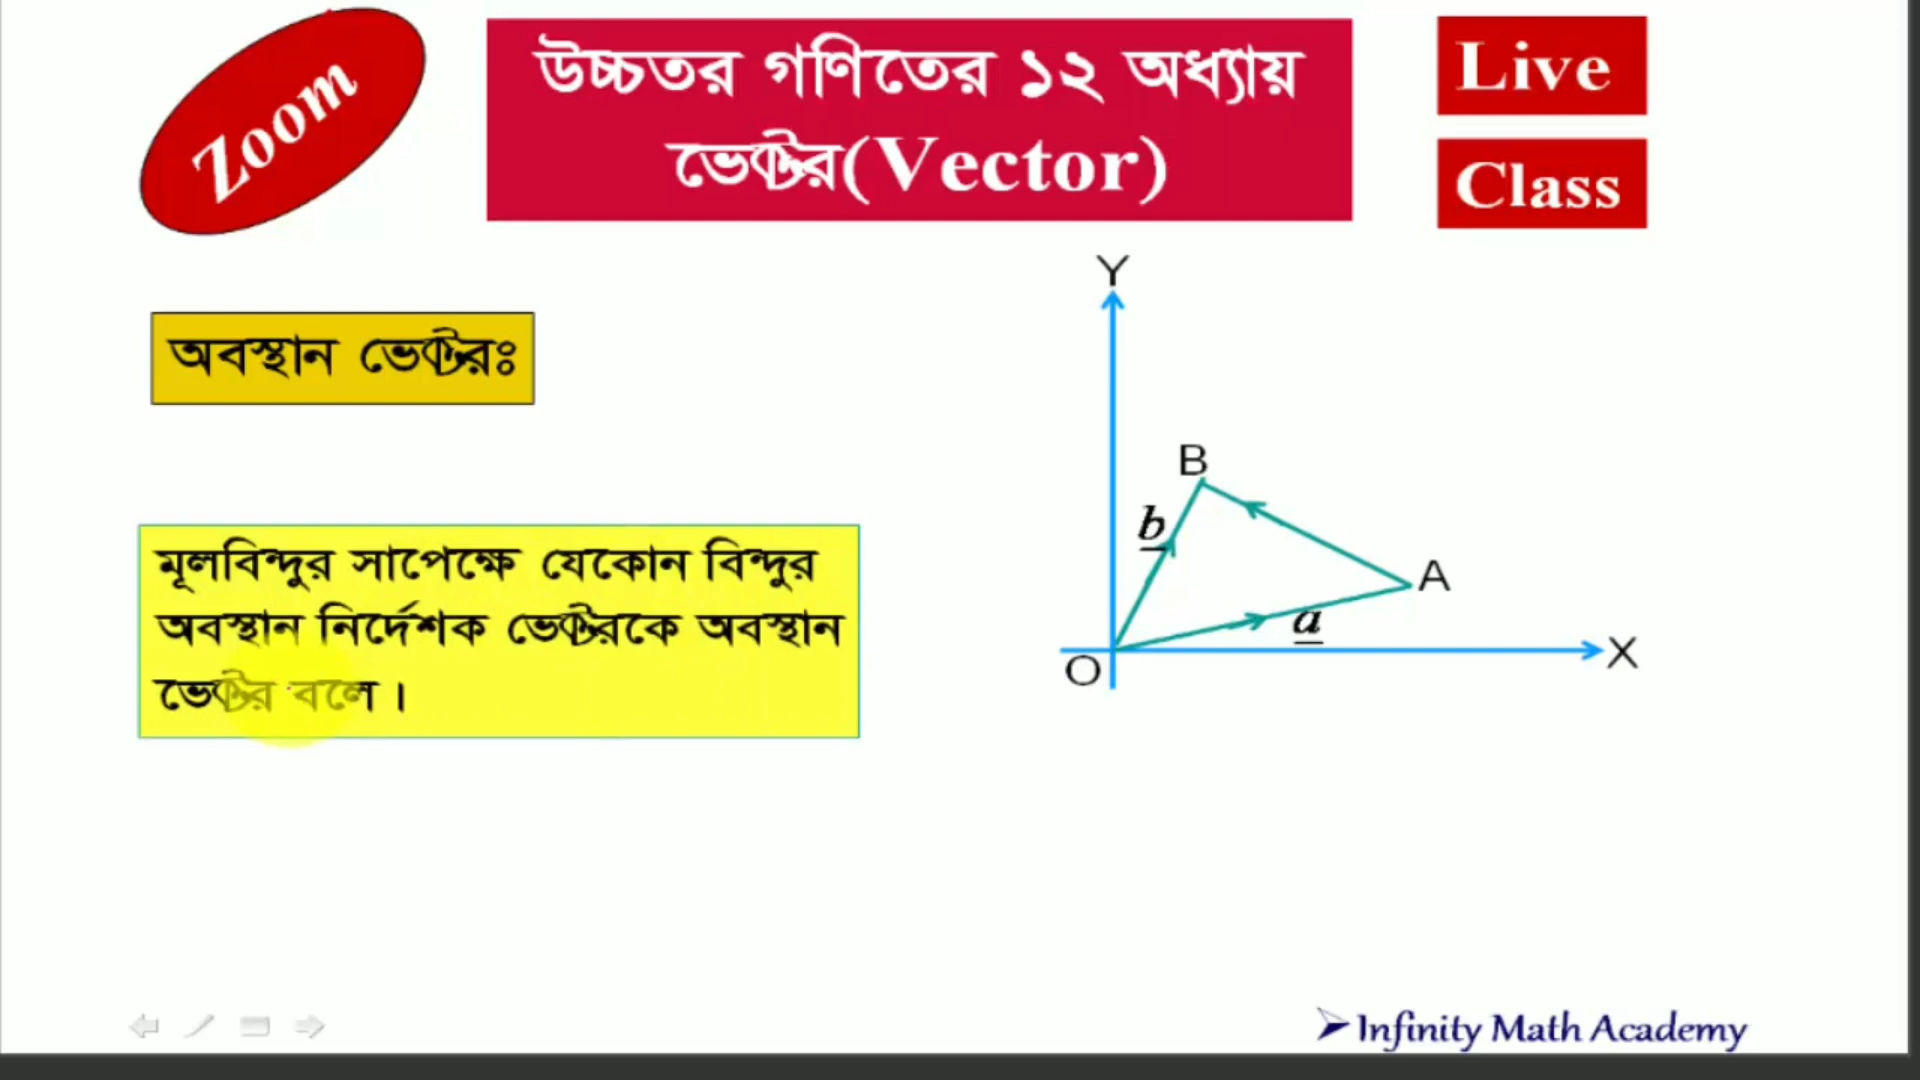 Zoom
উচ্চতর গণিতের ১২ অধ্যায়
ভেক্টর(Vector)
Live
Class
অবস্থান ভেক্টরঃ
মূলবিন্দুর সাপেক্ষে যেকোন বিন্দুর
অবস্থান নির্দেশক ভেক্টরকে অবস্থান
ভেক্টর বলে।
Y
B
b
A
a
O
X
Infinity Math Academy